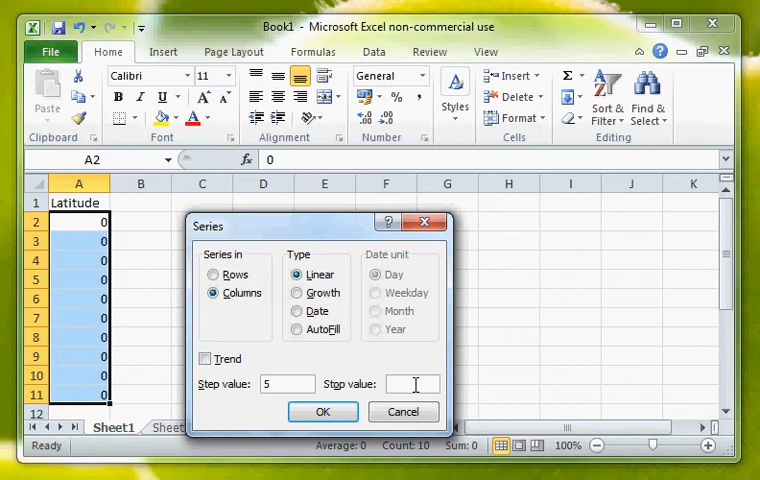 Book1 - Microsoft Excel non-commercial use
File Home Insert Page Layout Formulas Data Review View
Calibri 11 General Insert Σ
Paste B I U A A A % , Styles Delete Sort & Filter Find & Select
.00 .0 Format
Clipboard Font Alignment Number Cells Editing
A2 fx 0
A B C D E F G H I J K
1 Latitude
2 0
3 0
4 0
5 0
6 0
7 0
8 0
9 0
10 0
11 0
12
Series
Series in Type Date unit
Rows Linear Day
Columns Growth Weekday
Date Month
AutoFill Year
Trend
Step value: 5 Stop value:
OK Cancel
Sheet1 Sheet
Ready Average: 0 Count: 10 Sum: 0 100%